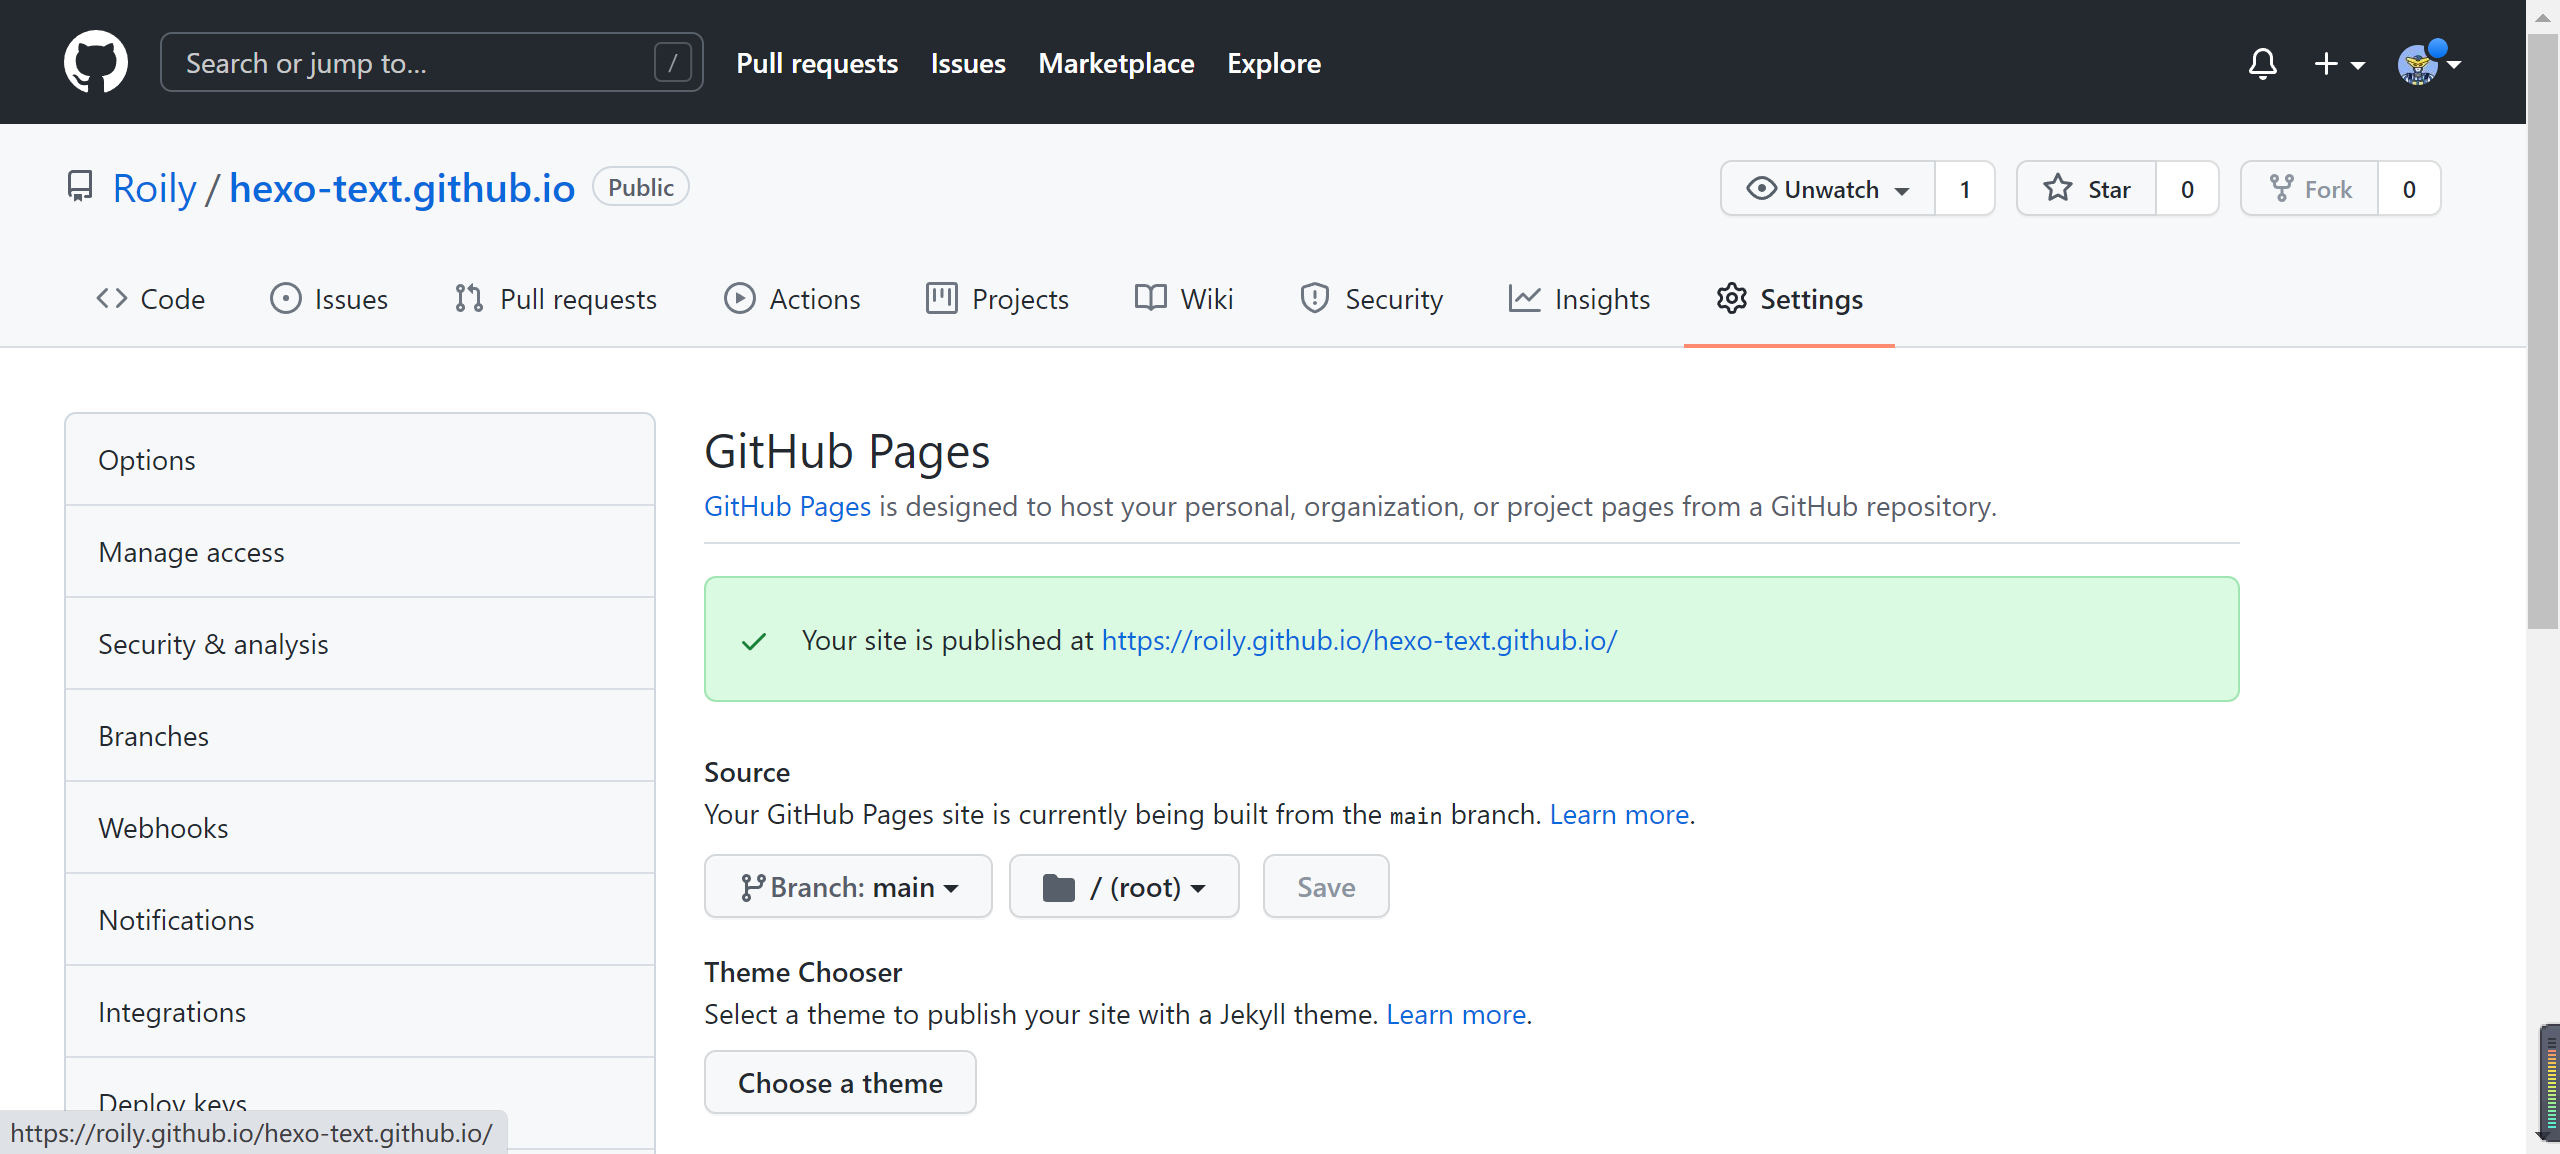 Search or jump to... / Pull requests Issues Marketplace Explore
Roily / hexo-text.github.io Public Unwatch 1 Star 0 Fork 0
Code Issues Pull requests Actions Projects Wiki Security Insights Settings
Options
Manage access
Security & analysis
Branches
Webhooks
Notifications
Integrations
Deploy keys
GitHub Pages
GitHub Pages is designed to host your personal, organization, or project pages from a GitHub repository.
Your site is published at https://roily.github.io/hexo-text.github.io/
Source
Your GitHub Pages site is currently being built from the main branch. Learn more.
Branch: main / (root) Save
Theme Chooser
Select a theme to publish your site with a Jekyll theme. Learn more.
Choose a theme
https://roily.github.io/hexo-text.github.io/